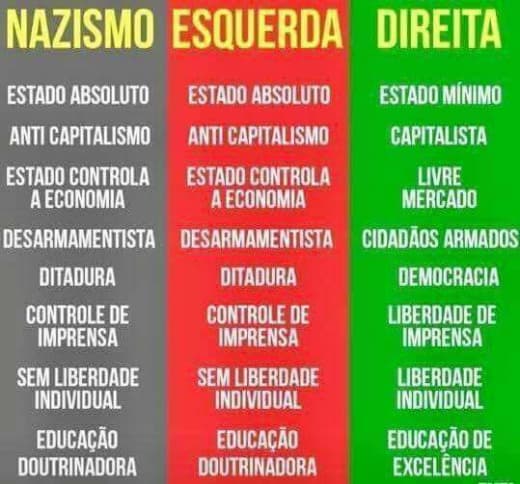 NAZISMO ESQUERDA DIREITA
ESTADO ABSOLUTO ESTADO ABSOLUTO ESTADO MÍNIMO
ANTI CAPITALISMO ANTI CAPITALISMO CAPITALISTA
ESTADO CONTROLA ESTADO CONTROLA LIVRE
A ECONOMIA A ECONOMIA MERCADO
DESARMAMENTISTA DESARMAMENTISTA CIDADÃOS ARMADOS
DITADURA DITADURA DEMOCRACIA
CONTROLE DE CONTROLE DE LIBERDADE DE
IMPRENSA IMPRENSA IMPRENSA
SEM LIBERDADE SEM LIBERDADE LIBERDADE
INDIVIDUAL INDIVIDUAL INDIVIDUAL
EDUCAÇÃO EDUCAÇÃO EDUCAÇÃO DE
DOUTRINADORA DOUTRINADORA EXCELÊNCIA